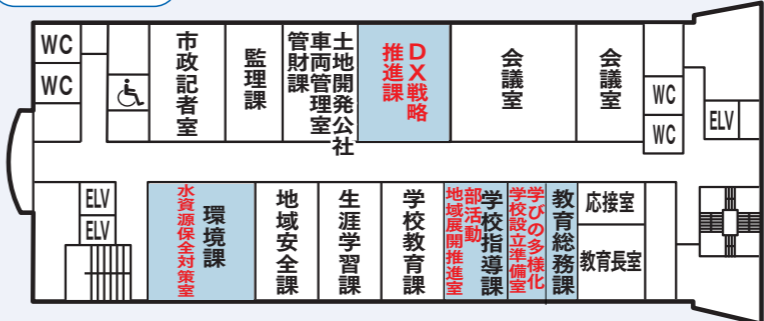 WC
WC
市政記者室
監理課
土地開発公社
車両管理室
管財課
DX戦略
推進課
会議室
会議室
WC
WC
ELV
ELV
ELV
環境課
水資源保全対策室
地域安全課
生涯学習課
学校教育課
学校指導課
部活動
地域展開推進室
学びの多様化
学校設立準備室
教育総務課
応接室
教育長室